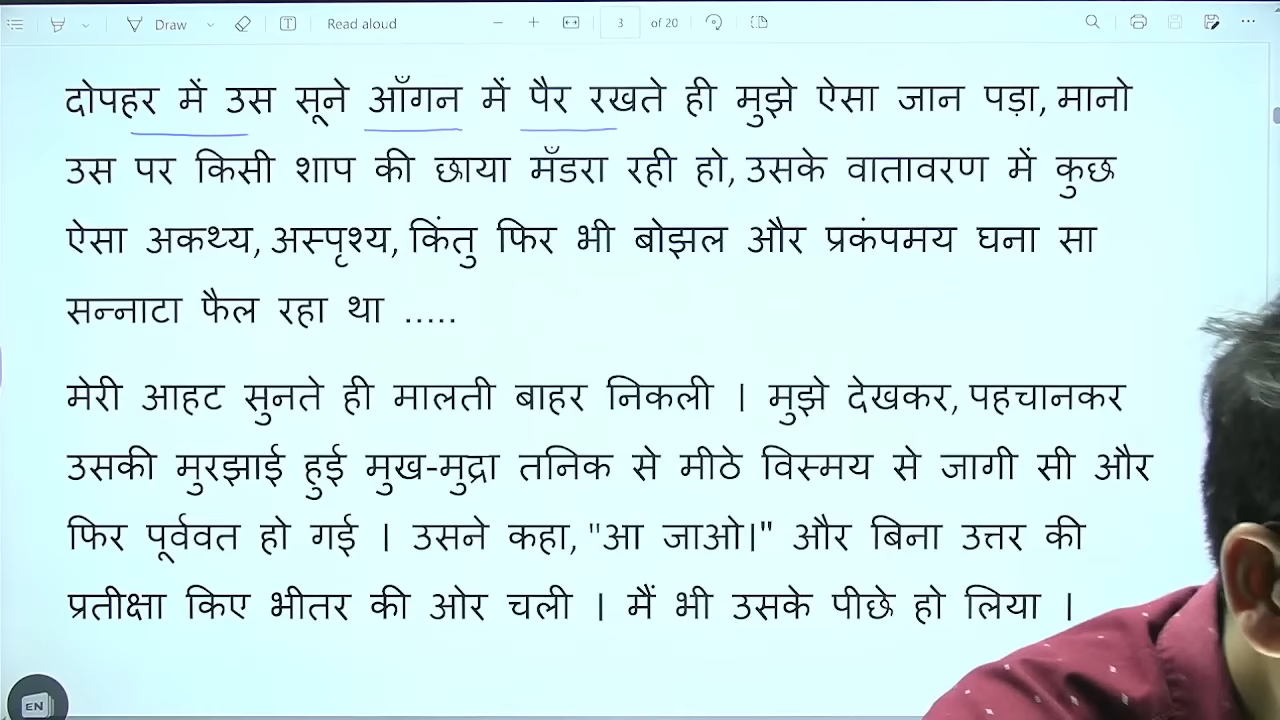 Draw
Read aloud
3 of 20
दोपहर में उस सूने आँगन में पैर रखते ही मुझे ऐसा जान पड़ा, मानो
उस पर किसी शाप की छाया मँडरा रही हो, उसके वातावरण में कुछ
ऐसा अकथ्य, अस्पृश्य, किंतु फिर भी बोझल और प्रकंपमय घना सा
सन्नाटा फैल रहा था .....
मेरी आहट सुनते ही मालती बाहर निकली । मुझे देखकर, पहचानकर
उसकी मुरझाई हुई मुख-मुद्रा तनिक से मीठे विस्मय से जागी सी और
फिर पूर्ववत हो गई । उसने कहा, "आ जाओ।" और बिना उत्तर की
प्रतीक्षा किए भीतर की ओर चली । मैं भी उसके पीछे हो लिया ।
EN